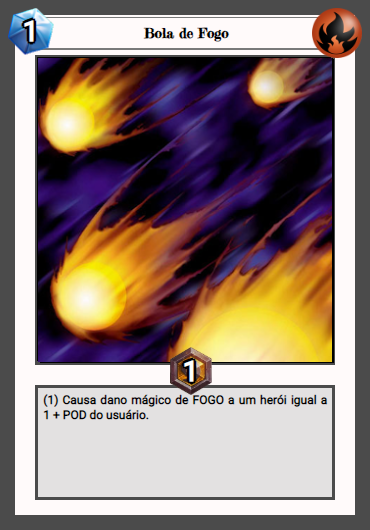 1
Bola de Fogo
1
(1) Causa dano mágico de FOGO a um herói igual a
1 + POD do usuário.